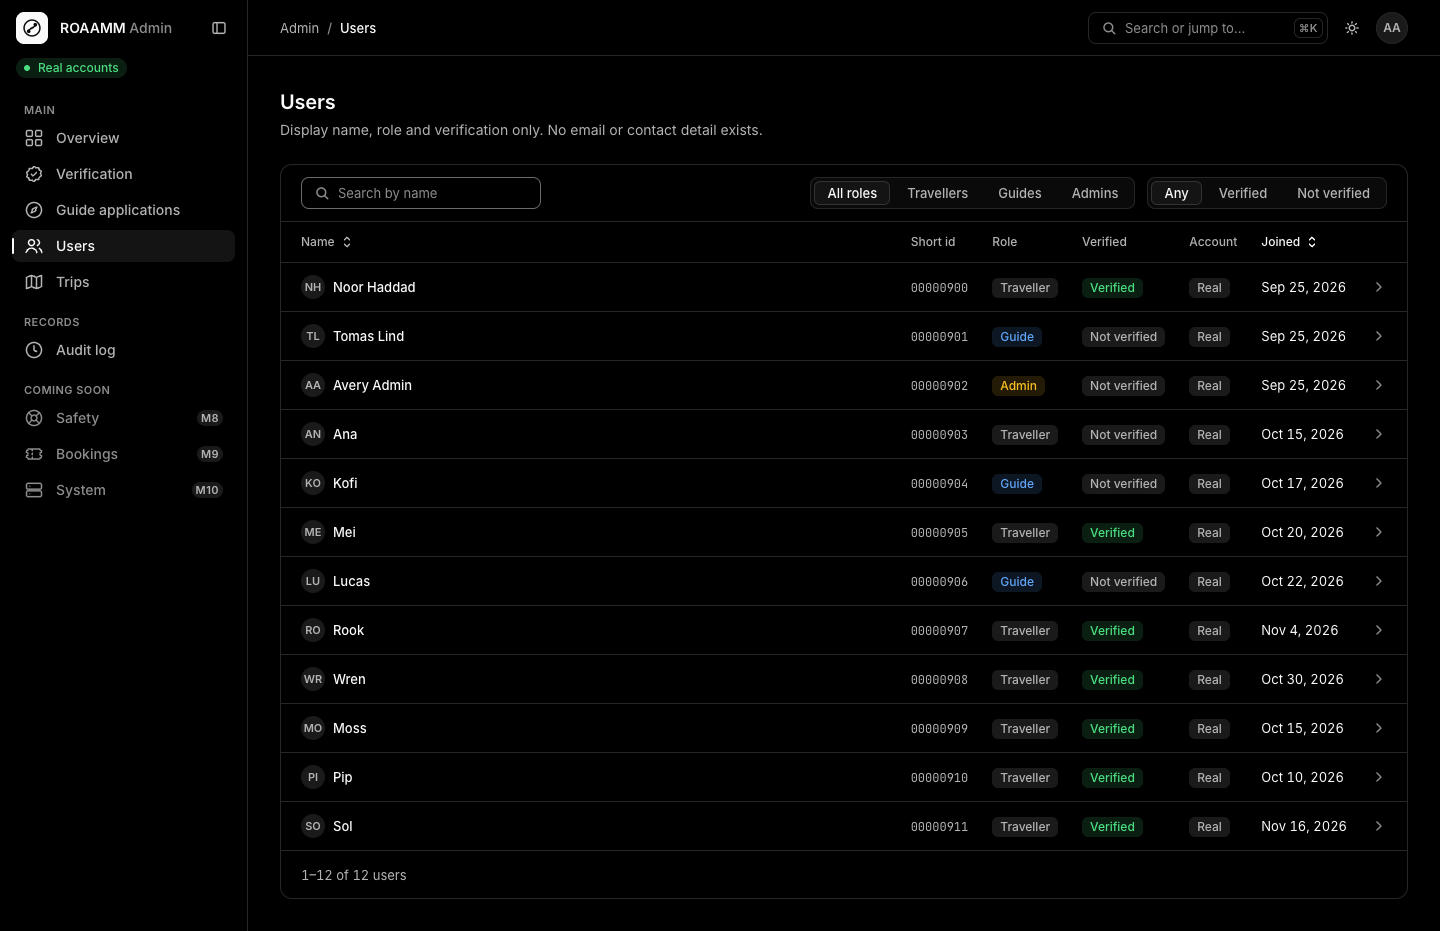 ROAAMM Admin
Real accounts
MAIN
Overview
Verification
Guide applications
Users
Trips
RECORDS
Audit log
COMING SOON
Safety M8
Bookings M9
System M10
Admin / Users
Search or jump to... ⌘K
AA
Users
Display name, role and verification only. No email or contact detail exists.
Search by name
All roles Travellers Guides Admins
Any Verified Not verified
Name Short id Role Verified Account Joined
NH Noor Haddad 00000900 Traveller Verified Real Sep 25, 2026
TL Tomas Lind 00000901 Guide Not verified Real Sep 25, 2026
AA Avery Admin 00000902 Admin Not verified Real Sep 25, 2026
AN Ana 00000903 Traveller Not verified Real Oct 15, 2026
KO Kofi 00000904 Guide Not verified Real Oct 17, 2026
ME Mei 00000905 Traveller Verified Real Oct 20, 2026
LU Lucas 00000906 Guide Not verified Real Oct 22, 2026
RO Rook 00000907 Traveller Verified Real Nov 4, 2026
WR Wren 00000908 Traveller Verified Real Oct 30, 2026
MO Moss 00000909 Traveller Verified Real Oct 15, 2026
PI Pip 00000910 Traveller Verified Real Oct 10, 2026
SO Sol 00000911 Traveller Verified Real Nov 16, 2026
1–12 of 12 users